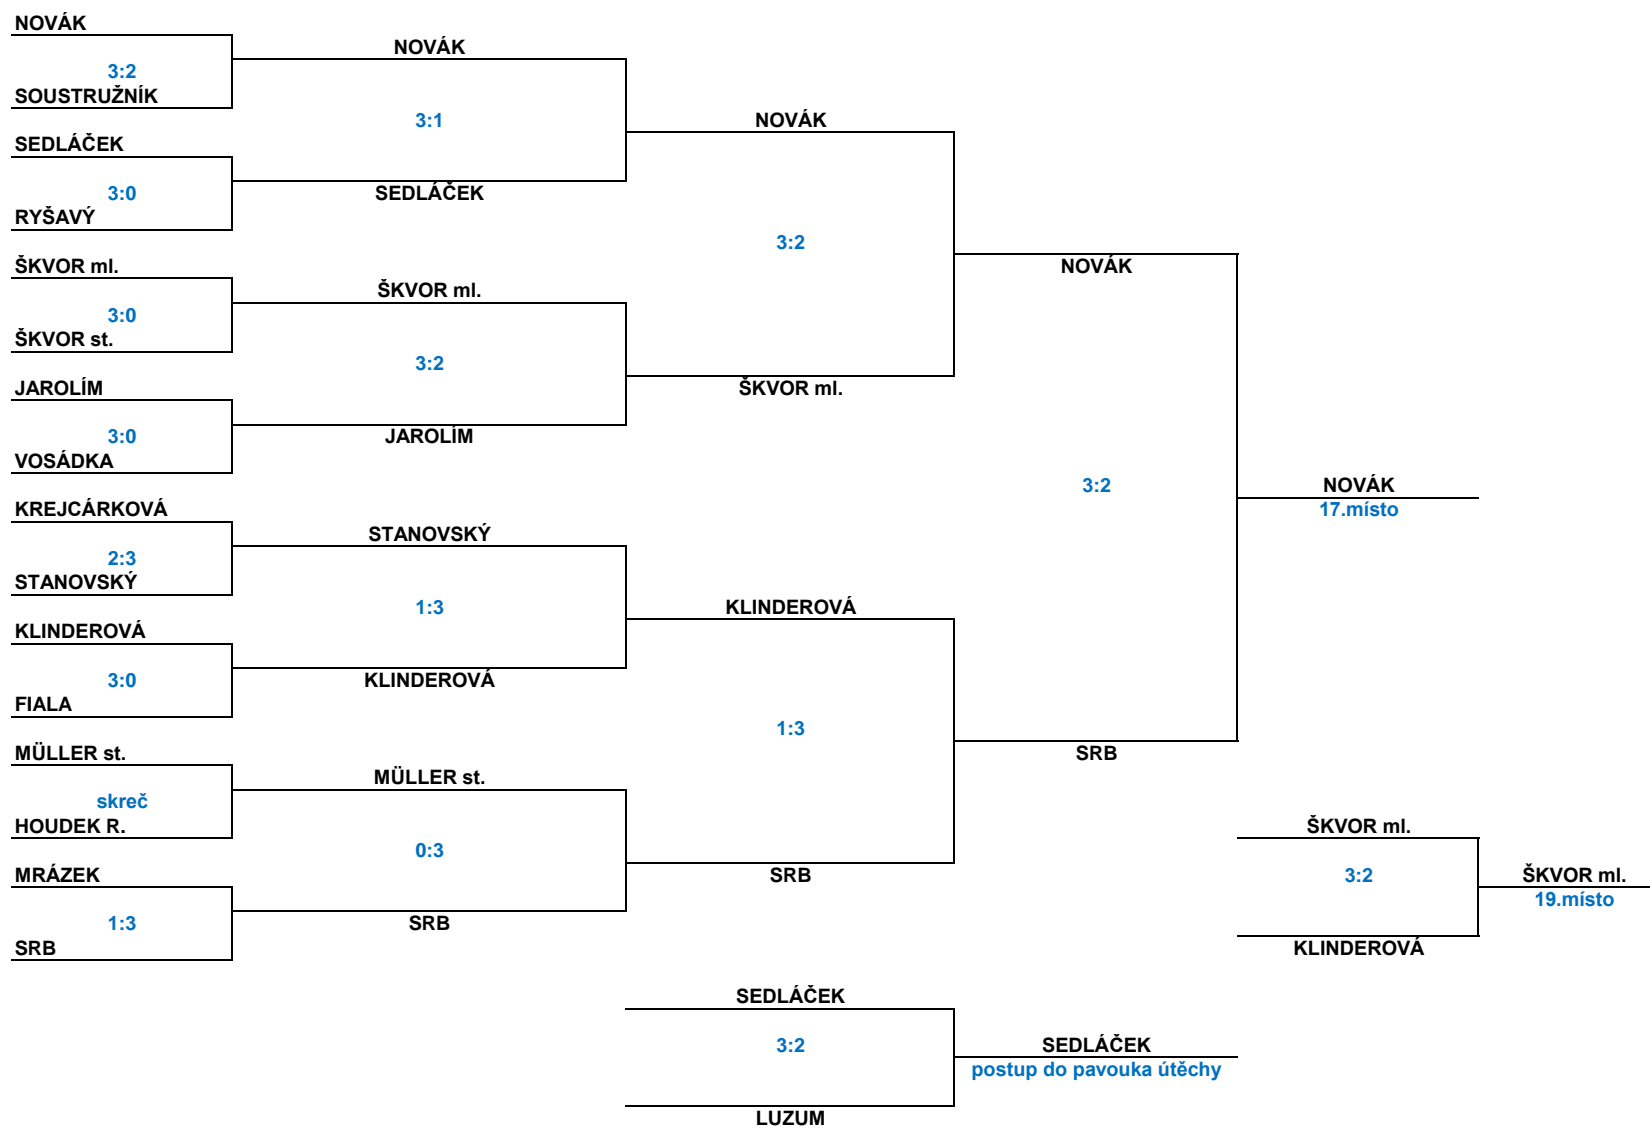 NOVÁK
3:2
SOUSTRUŽNÍK
SEDLÁČEK
3:0
RYŠAVÝ
ŠKVOR ml.
3:0
ŠKVOR st.
JAROLÍM
3:0
VOSÁDKA
KREJCÁRKOVÁ
2:3
STANOVSKÝ
KLINDEROVÁ
3:0
FIALA
MÜLLER st.
skreč
HOUDEK R.
MRÁZEK
1:3
SRB
NOVÁK
3:1
SEDLÁČEK
ŠKVOR ml.
3:2
JAROLÍM
STANOVSKÝ
1:3
KLINDEROVÁ
MÜLLER st.
0:3
SRB
NOVÁK
3:2
ŠKVOR ml.
KLINDEROVÁ
1:3
SRB
NOVÁK
3:2
SRB
NOVÁK
17.místo
ŠKVOR ml.
3:2
KLINDEROVÁ
ŠKVOR ml.
19.místo
SEDLÁČEK
3:2
LUZUM
SEDLÁČEK
postup do pavouka útěchy